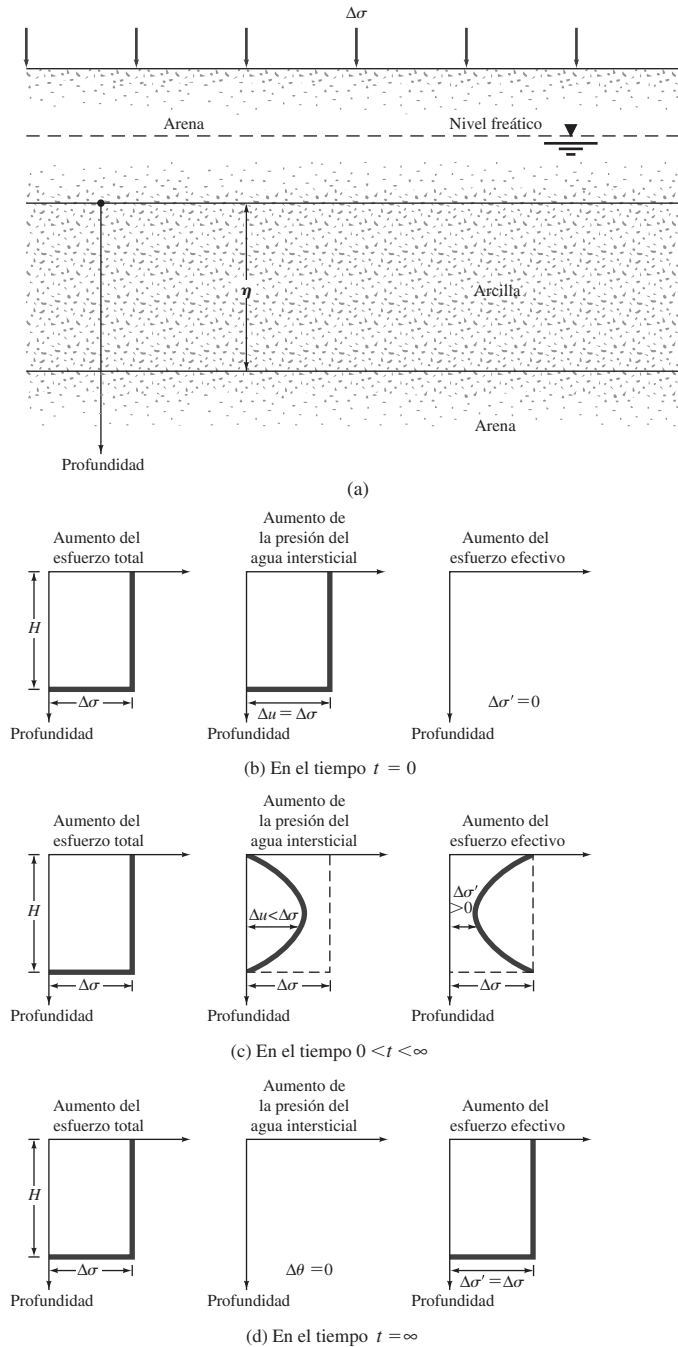 Δσ
Arena
Nivel freático
η
Arcilla
Arena
Profundidad
(a)
Aumento del
esfuerzo total
Aumento de
la presión del
agua intersticial
Aumento del
esfuerzo efectivo
H
Δσ
Δu = Δσ
Δσ′ = 0
Profundidad
Profundidad
Profundidad
(b) En el tiempo t = 0
Aumento del
esfuerzo total
Aumento de
la presión del
agua intersticial
Aumento del
esfuerzo efectivo
H
Δu < Δσ
Δσ′
> 0
Δσ
Δσ
Δσ
Profundidad
Profundidad
Profundidad
(c) En el tiempo 0 < t < ∞
Aumento del
esfuerzo total
Aumento de
la presión del
agua intersticial
Aumento del
esfuerzo efectivo
H
Δσ
Δθ = 0
Δσ′ = Δσ
Profundidad
Profundidad
Profundidad
(d) En el tiempo t = ∞